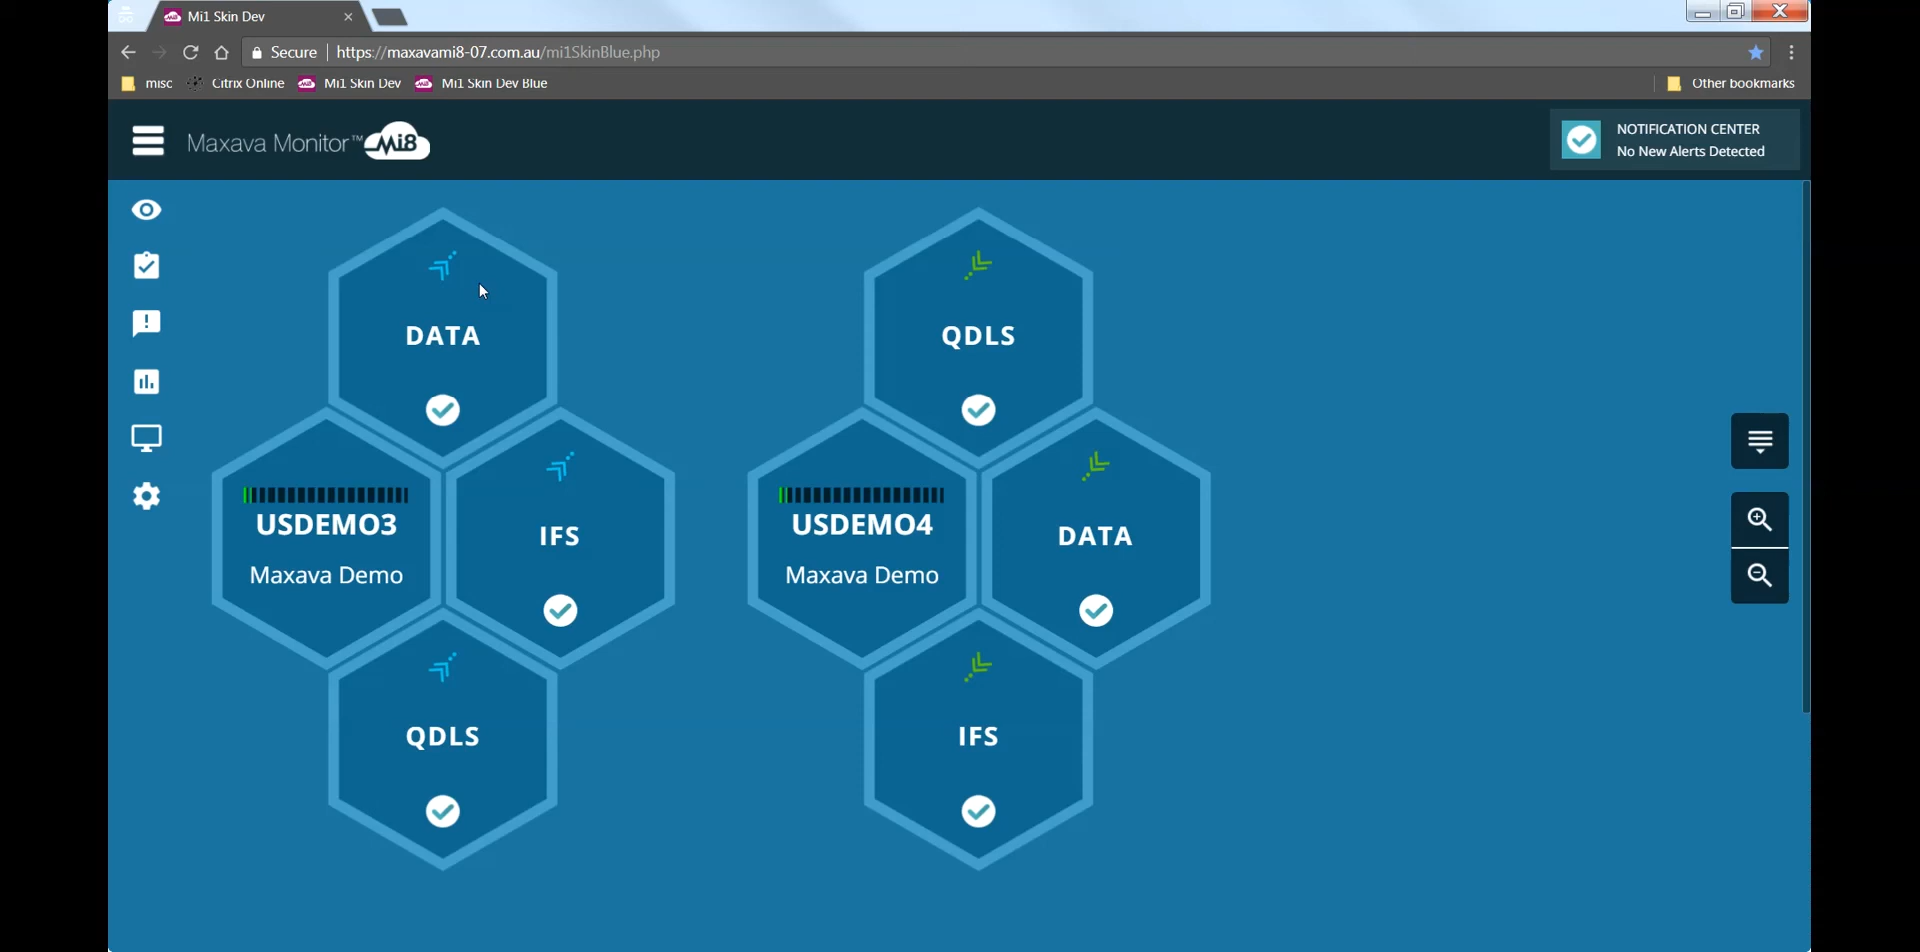 Mi1 Skin Dev
Secure https://maxavami8-07.com.au/mi1SkinBlue.php
misc Citrix Online Mi1 Skin Dev Mi1 Skin Dev Blue Other bookmarks
Maxava Monitor™ Mi8
NOTIFICATION CENTER
No New Alerts Detected
DATA QDLS
USDEMO3 IFS USDEMO4 DATA
Maxava Demo Maxava Demo
QDLS IFS